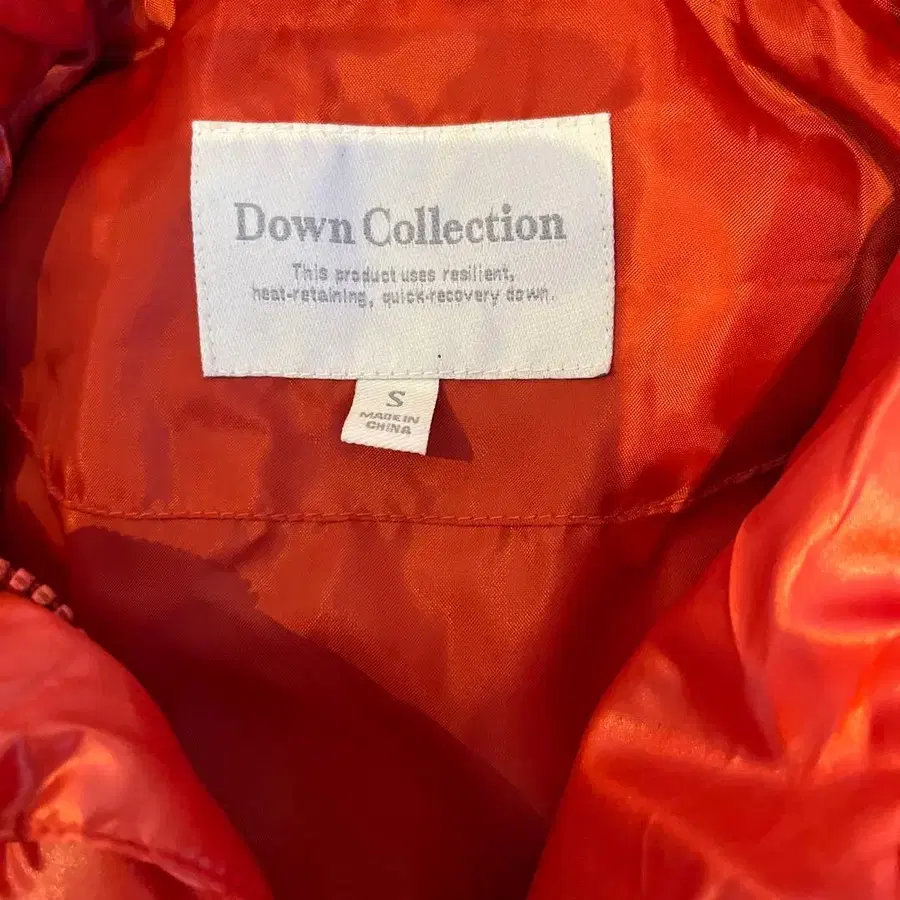 Down Collection
This product uses resilient,
heat-retaining, quick-recovery down.
S
MADE IN
CHINA